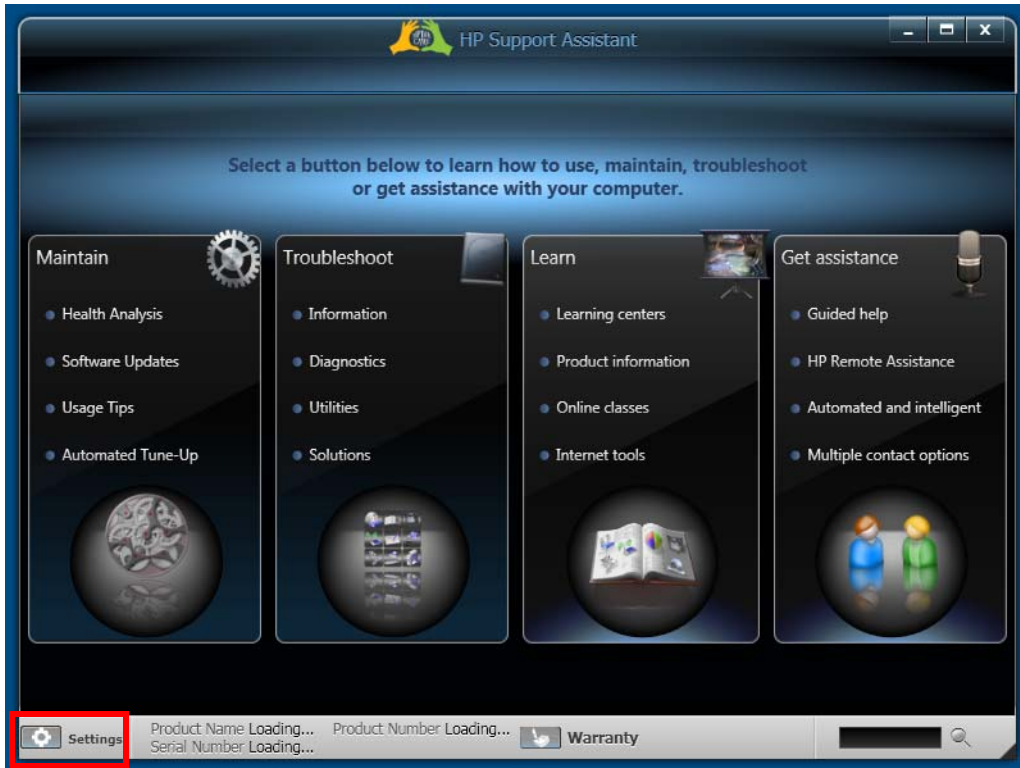 HP Support Assistant
Select a button below to learn how to use, maintain, troubleshoot
or get assistance with your computer.
Maintain
Health Analysis
Software Updates
Usage Tips
Automated Tune-Up
Troubleshoot
Information
Diagnostics
Utilities
Solutions
Learn
Learning centers
Product information
Online classes
Internet tools
Get assistance
Guided help
HP Remote Assistance
Automated and intelligent
Multiple contact options
Settings
Product Name Loading... Product Number Loading...
Serial Number Loading...
Warranty